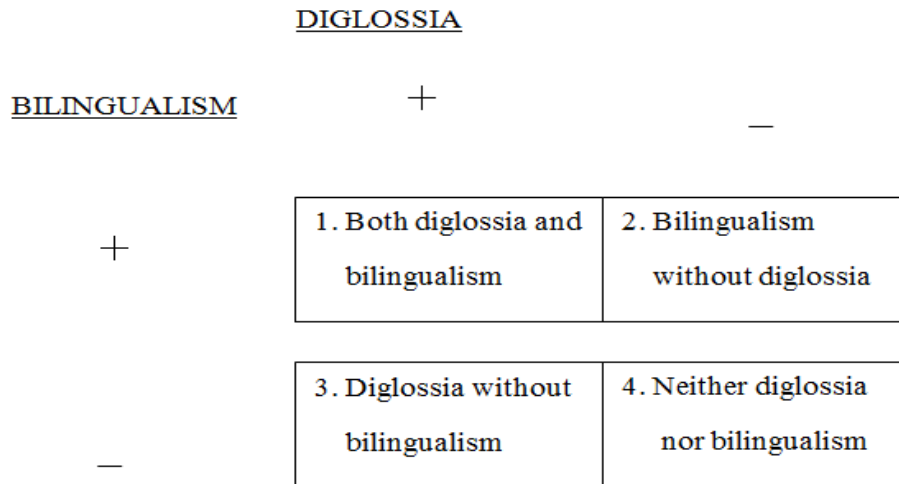 DIGLOSSIA
BILINGUALISM
+
–
+
1. Both diglossia and
bilingualism
2. Bilingualism
without diglossia
–
3. Diglossia without
bilingualism
4. Neither diglossia
nor bilingualism